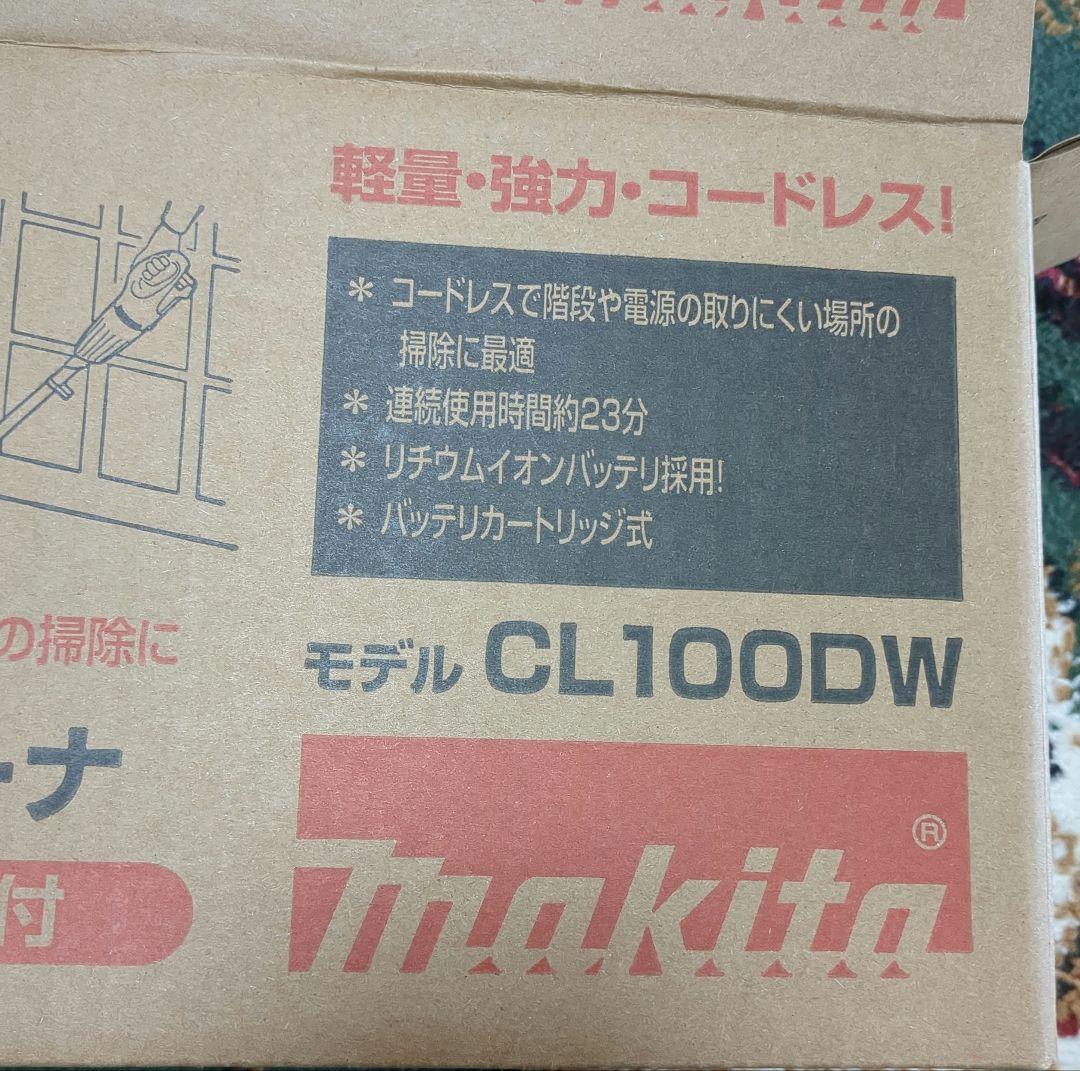 軽量・強力・コードレス!
* コードレスで階段や電源の取りにくい場所の
掃除に最適
* 連続使用時間約23分
* リチウムイオンバッテリ採用!
* バッテリカートリッジ式
の掃除に
モデル CL100DW
ーナ
付
makita®